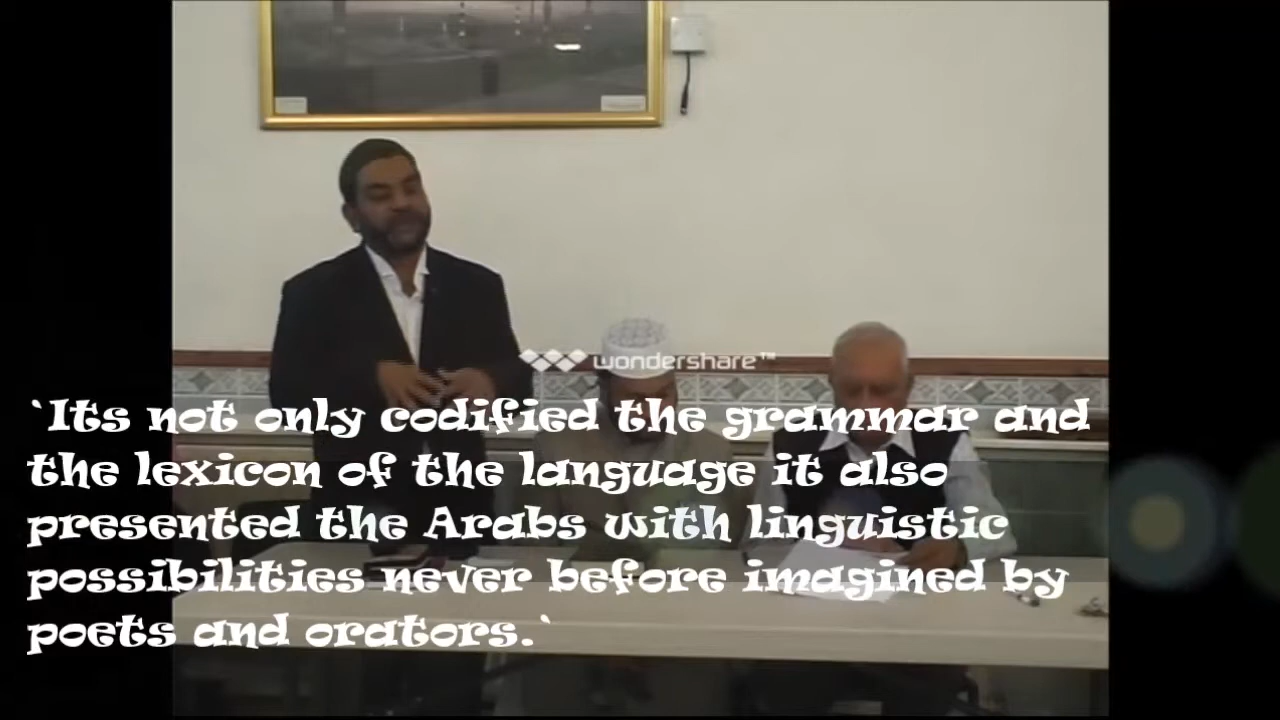 wondershare™
`Its not only codified the grammar and
the lexicon of the language it also
presented the Arabs with linguistic
possibilities never before imagined by
poets and orators.`